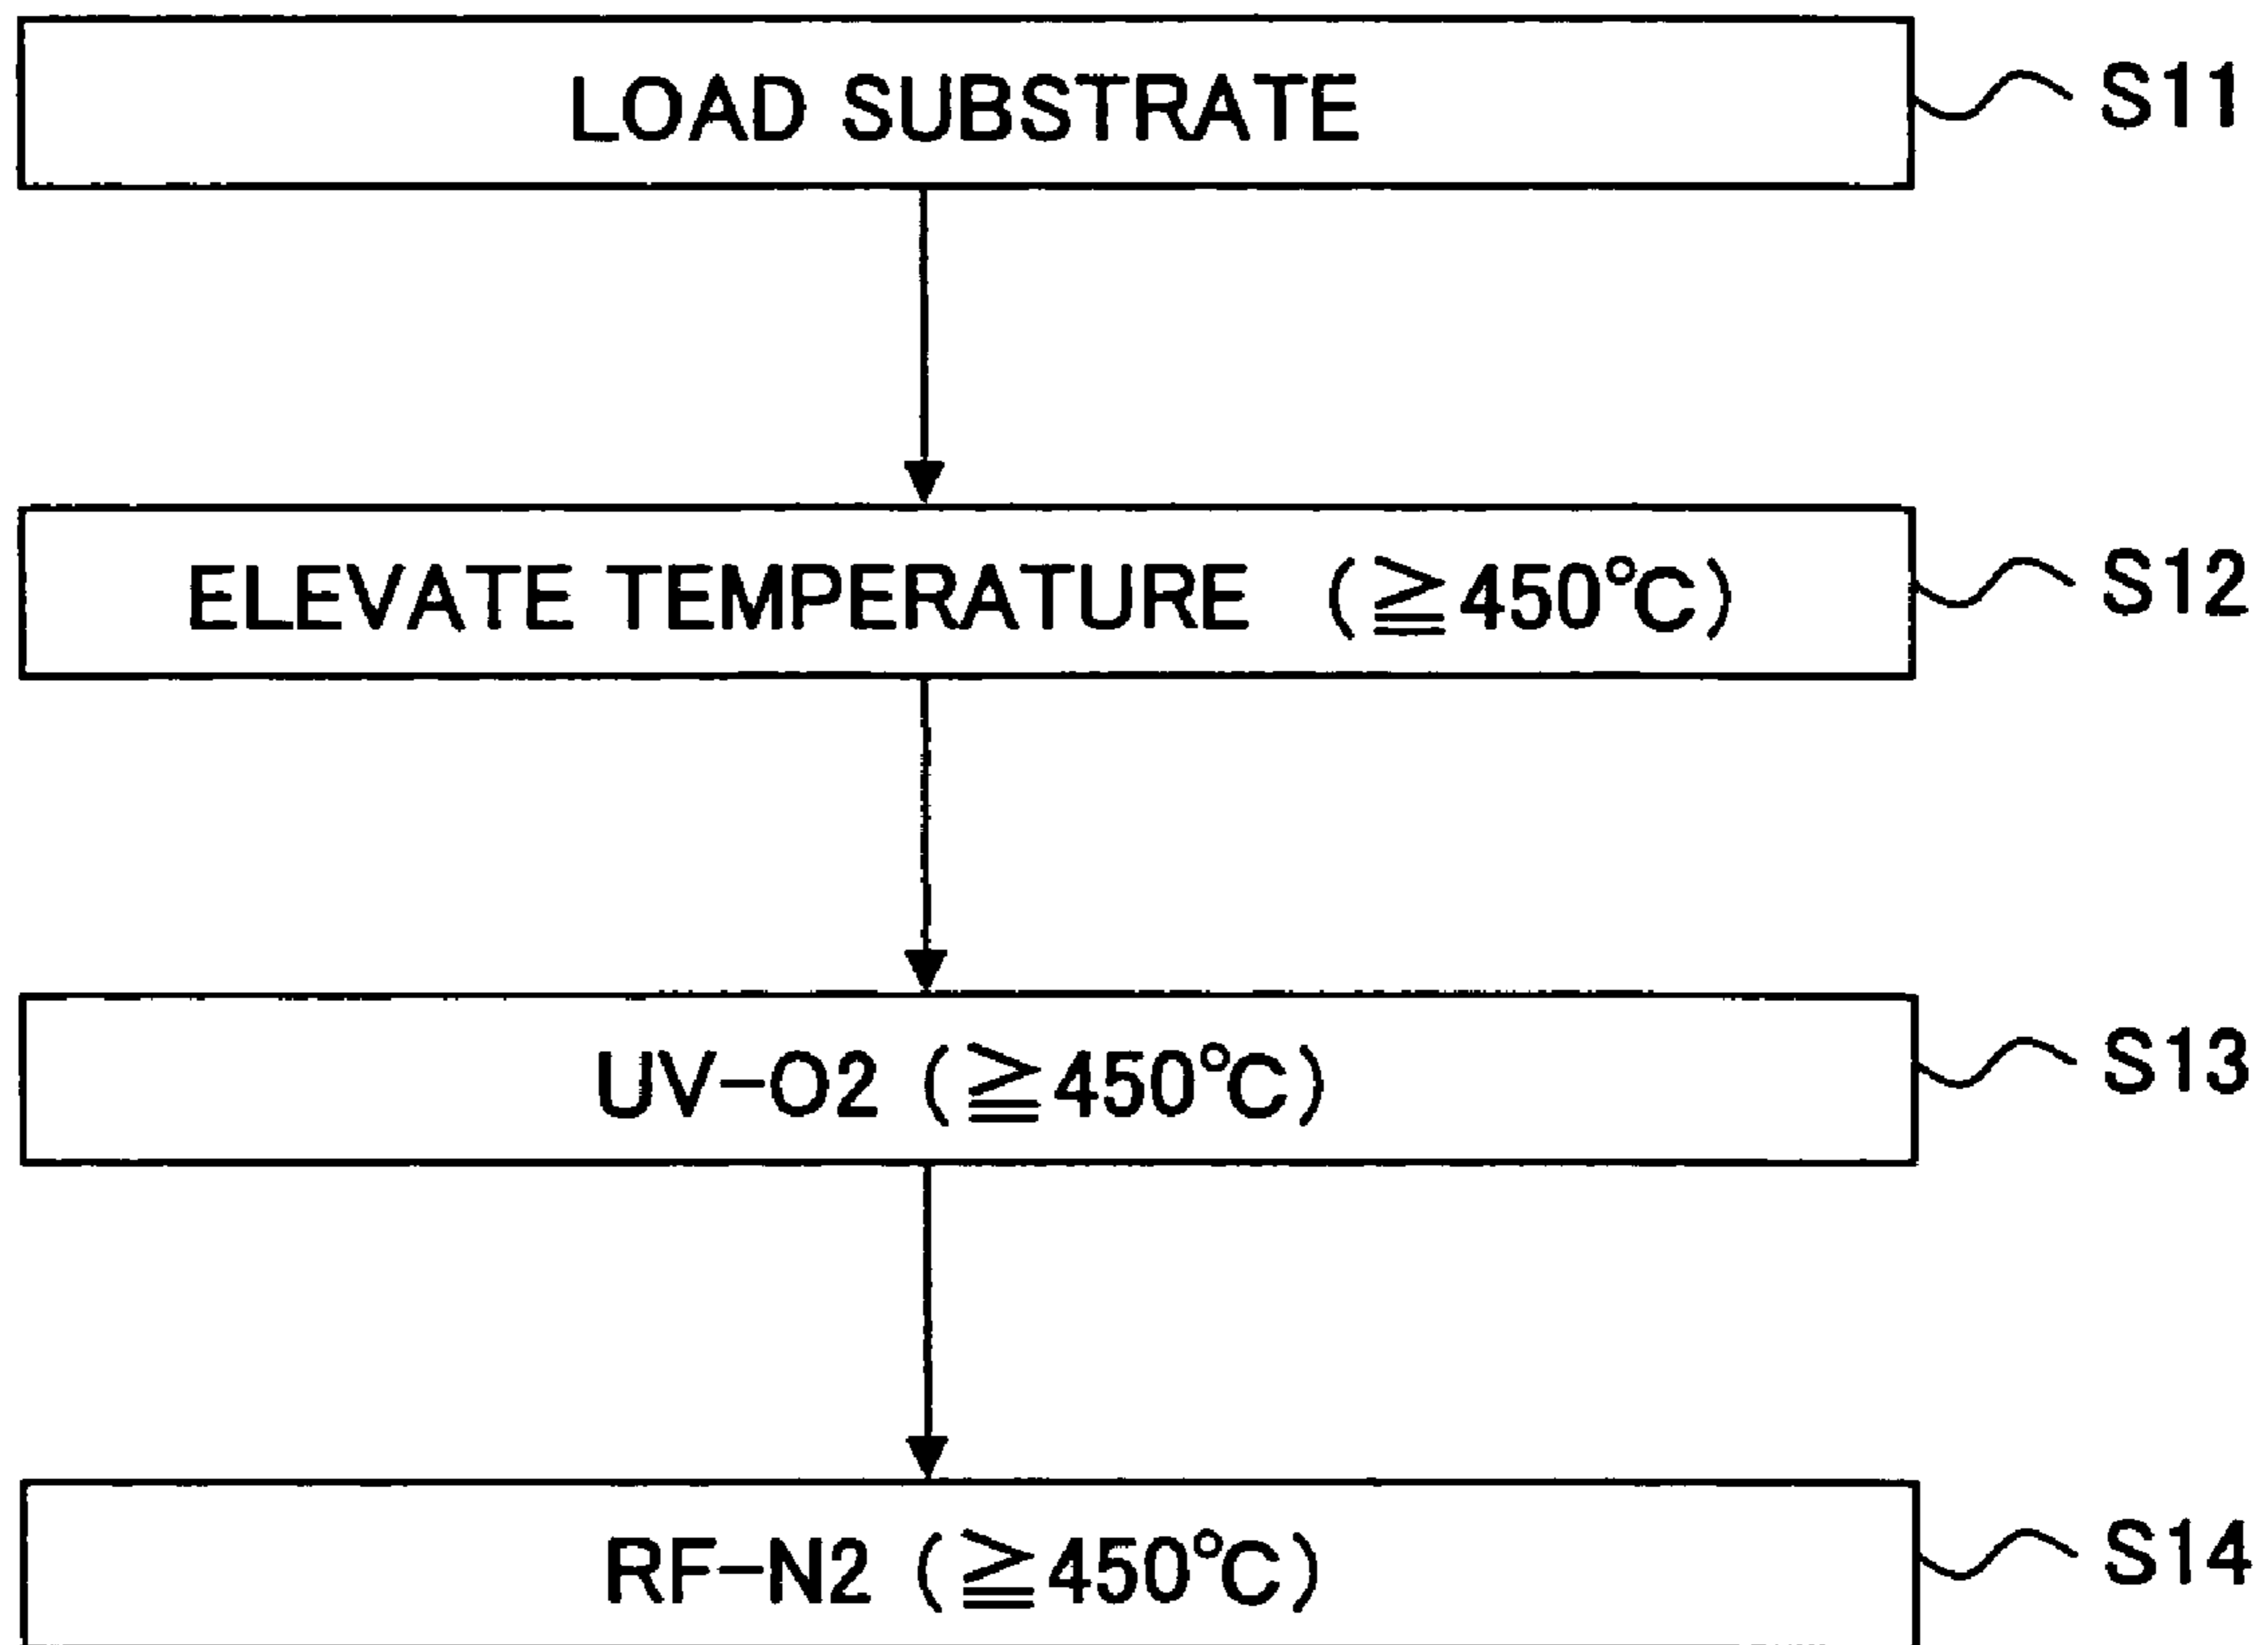 LOAD SUBSTRATE S11
ELEVATE TEMPERATURE (≧450℃) S12
UV-O2 (≧450℃) S13
RF-N2 (≧450℃) S14